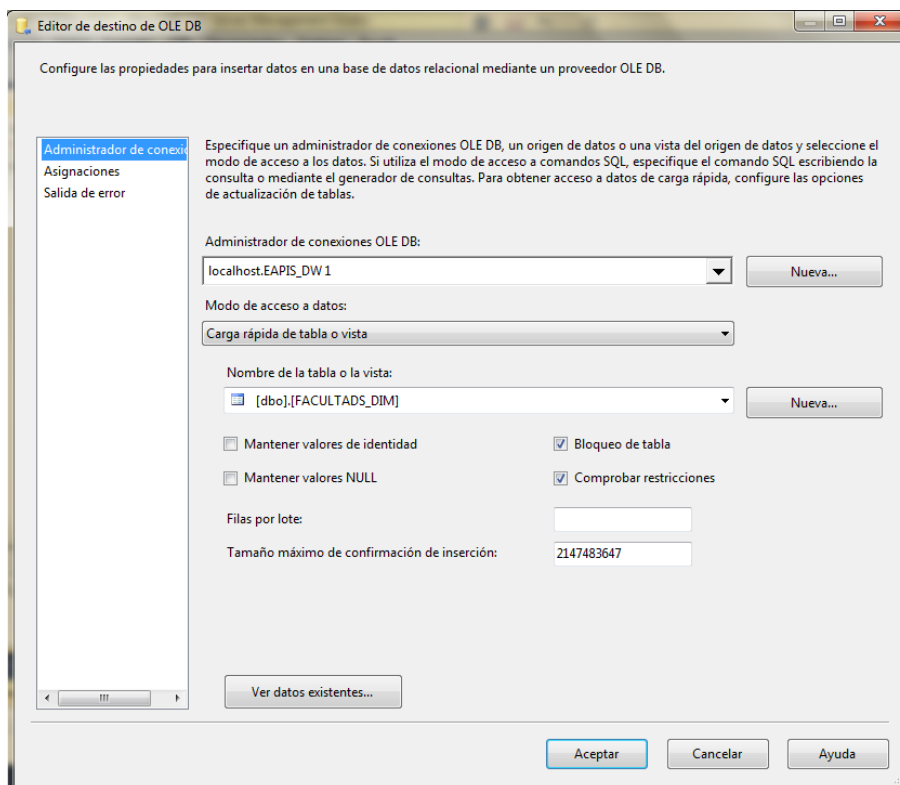 Editor de destino de OLE DB
Configure las propiedades para insertar datos en una base de datos relacional mediante un proveedor OLE DB.
Administrador de conexi
Asignaciones
Salida de error
Especifique un administrador de conexiones OLE DB, un origen de datos o una vista del origen de datos y seleccione el
modo de acceso a los datos. Si utiliza el modo de acceso a comandos SQL, especifique el comando SQL escribiendo la
consulta o mediante el generador de consultas. Para obtener acceso a datos de carga rápida, configure las opciones
de actualización de tablas.
Administrador de conexiones OLE DB:
localhost.EAPIS_DW1
Nueva...
Modo de acceso a datos:
Carga rápida de tabla o vista
Nombre de la tabla o la vista:
[dbo].[FACULTADS_DIM]
Nueva...
Mantener valores de identidad
Bloqueo de tabla
Mantener valores NULL
Comprobar restricciones
Filas por lote:
Tamaño máximo de confirmación de inserción:
2147483647
Ver datos existentes...
Aceptar
Cancelar
Ayuda